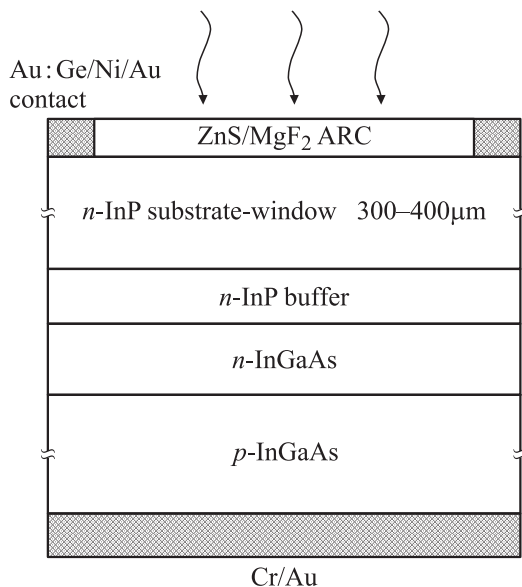 Au : Ge/Ni/Au
contact
ZnS/MgF₂ ARC
n-InP substrate-window 300–400μm
n-InP buffer
n-InGaAs
p-InGaAs
Cr/Au